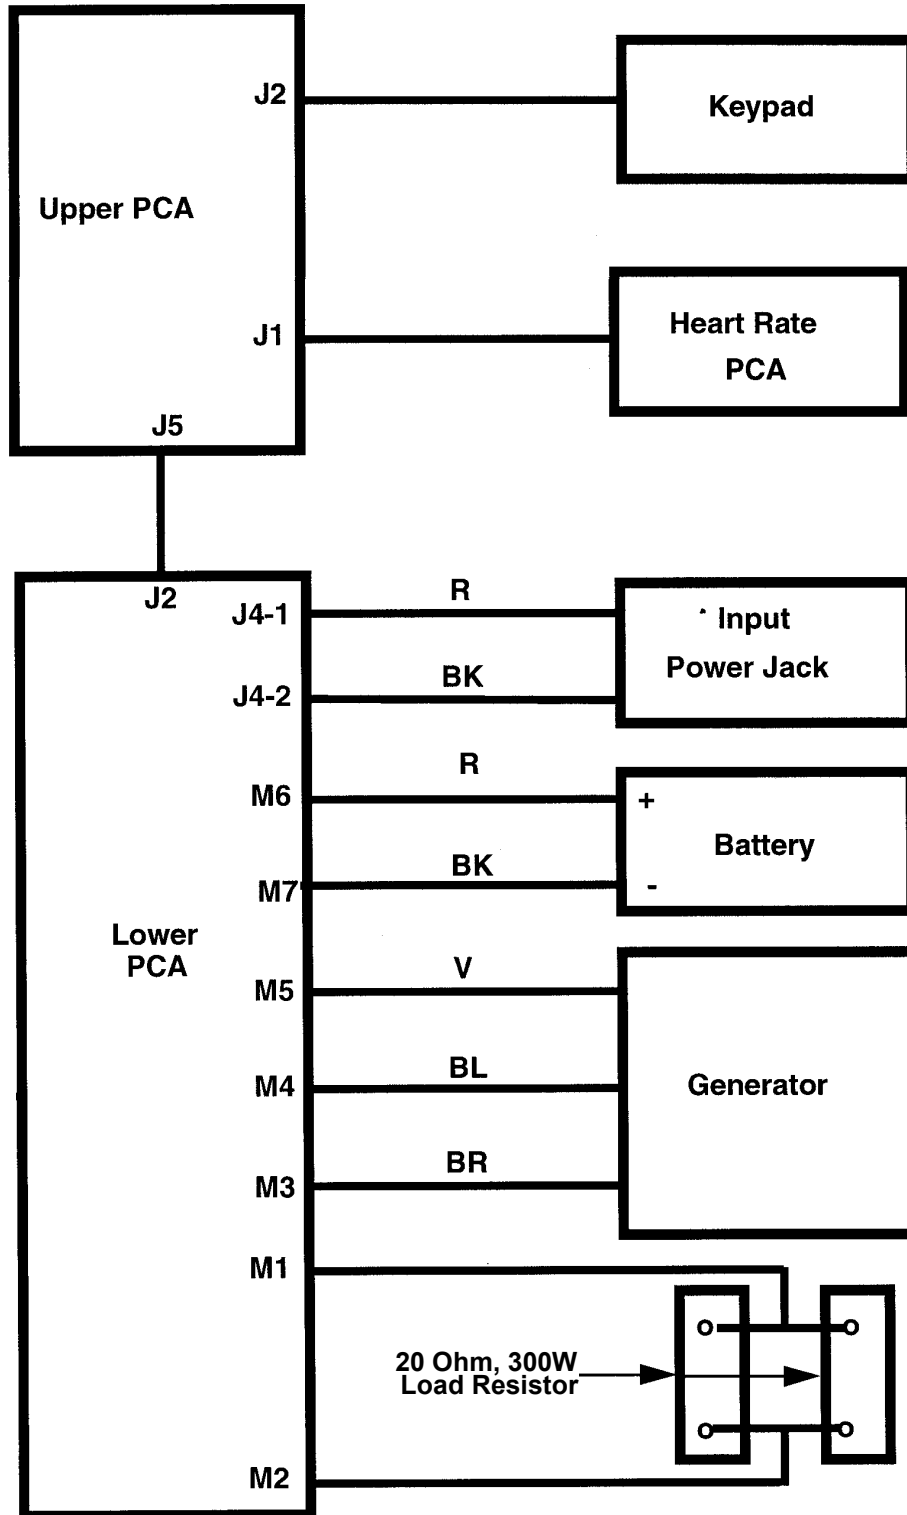 J2
Keypad
Upper PCA
J1
Heart Rate
PCA
J5
J2
J4-1
R
Input
Power Jack
J4-2
BK
M6
R
+
Battery
M7
BK
-
Lower
PCA
M5
V
M4
BL
Generator
M3
BR
M1
20 Ohm, 300W
Load Resistor
M2